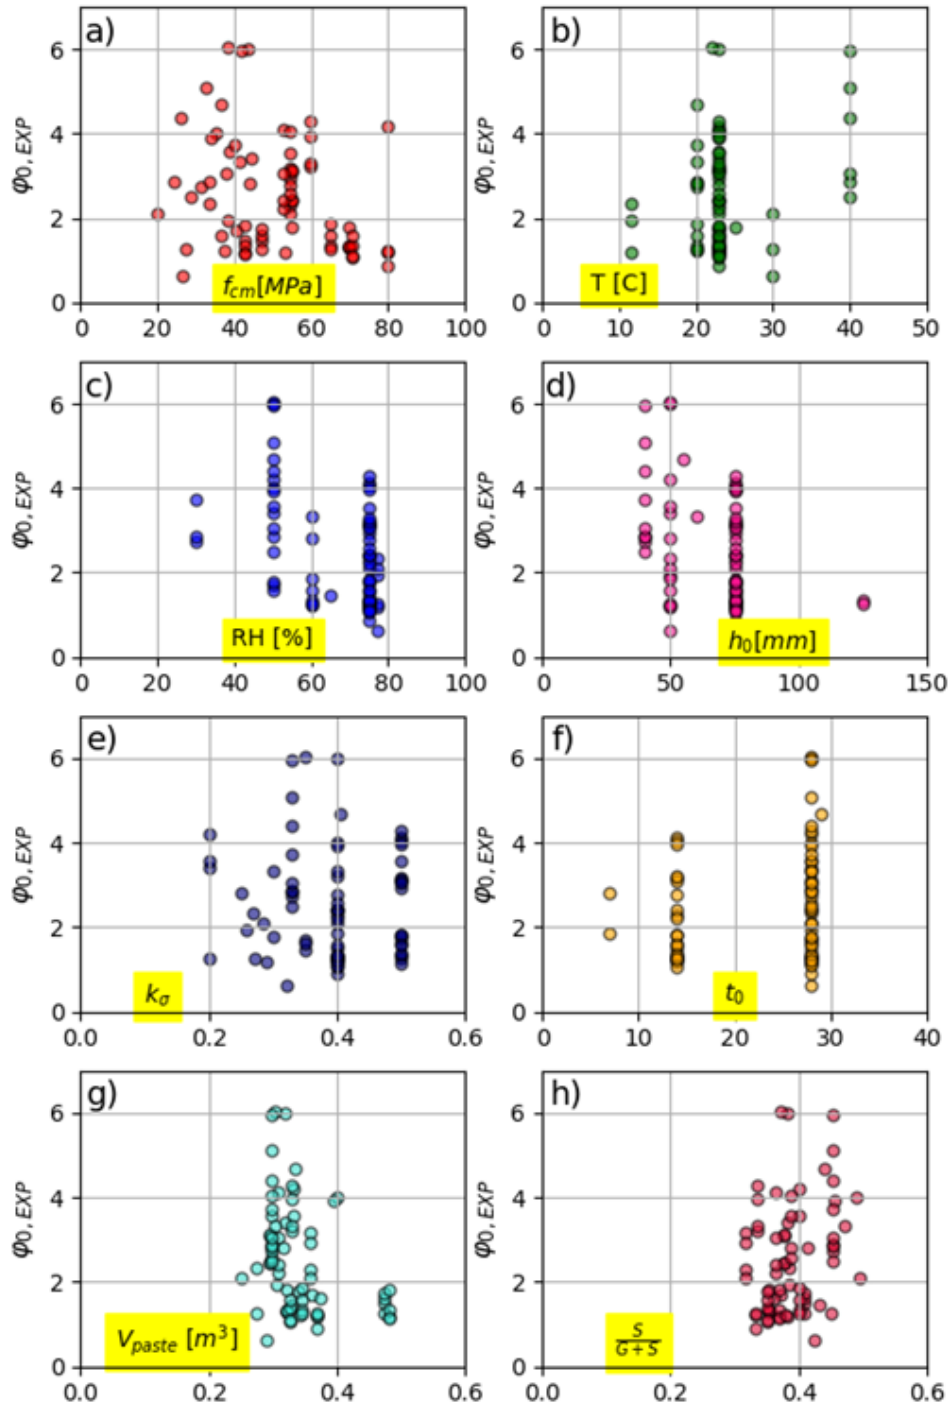 a)
φ0, EXP
6
4
2
0
fcm[MPa]
0 20 40 60 80 100
b)
φ0, EXP
6
4
2
0
T [C]
0 10 20 30 40 50
c)
φ0, EXP
6
4
2
0
RH [%]
0 20 40 60 80 100
d)
φ0, EXP
6
4
2
0
h0[mm]
0 50 100 150
e)
φ0, EXP
6
4
2
0
kσ
0.0 0.2 0.4 0.6
f)
φ0, EXP
6
4
2
0
t0
0 10 20 30 40
g)
φ0, EXP
6
4
2
0
Vpaste [m³]
0.0 0.2 0.4 0.6
h)
φ0, EXP
6
4
2
0
S
G+S
0.0 0.2 0.4 0.6